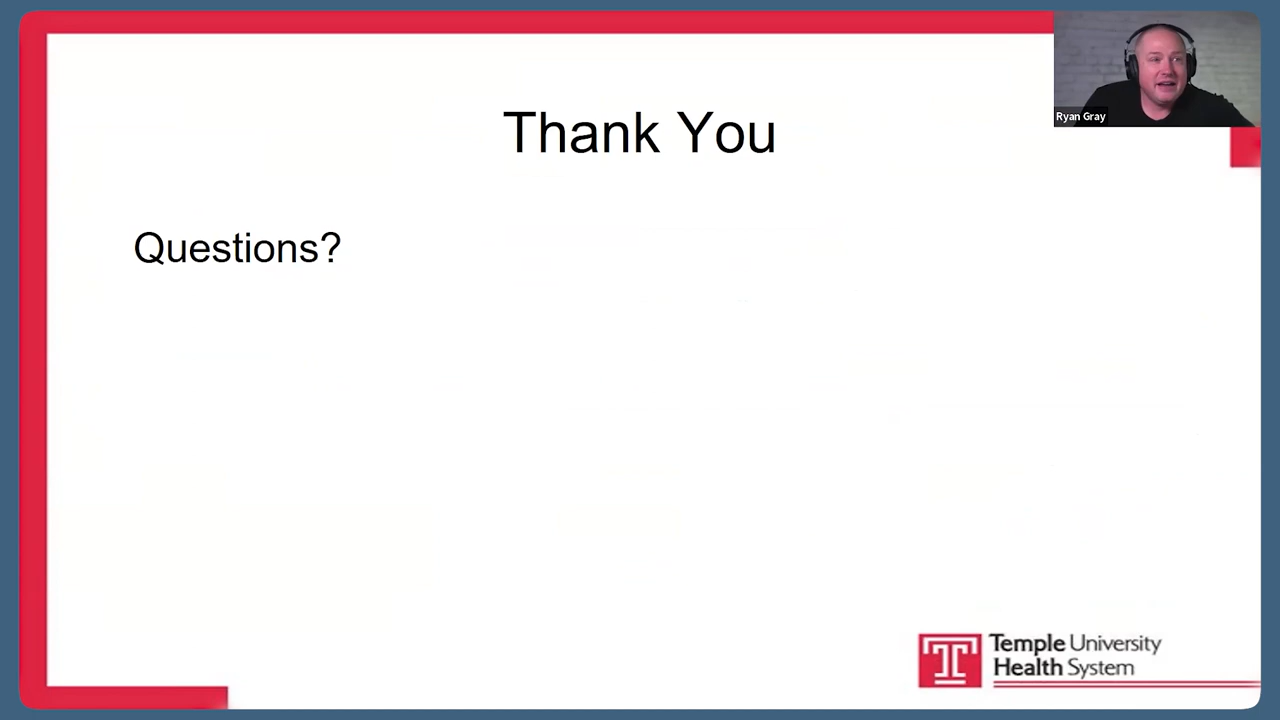 Ryan Gray
Thank You
Questions?
Temple University
Health System